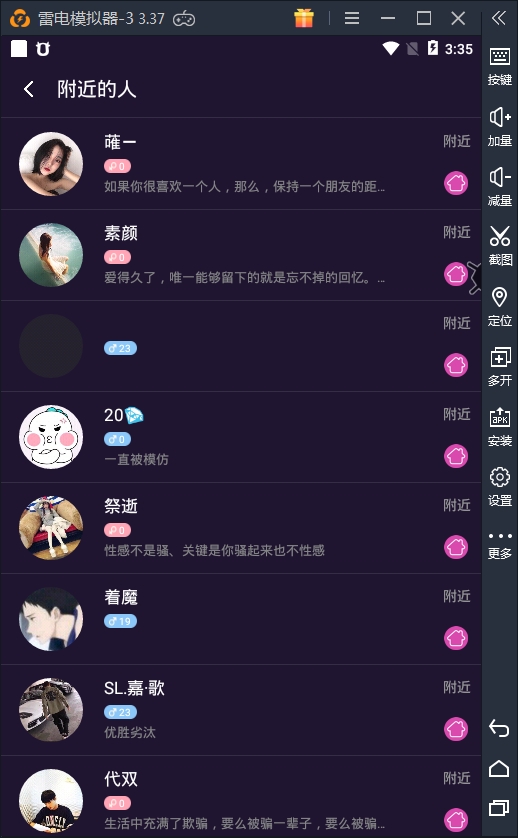 雷电模拟器-3 3.37
3:35
附近的人
蓷ー
附近
0
如果你很喜欢一个人，那么，保持一个朋友的距...
素颜
附近
0
爱得久了，唯一能够留下的就是忘不掉的回忆。...
附近
23
20
附近
0
一直被模仿
祭逝
附近
0
性感不是骚、关键是你骚起来也不性感
着魔
附近
19
SL.嘉·歌
附近
23
优胜劣汰
代双
附近
0
生活中充满了欺骗，要么被骗一辈子，要么被骗...
按键
加量
减量
截图
定位
多开
APK
安装
设置
更多